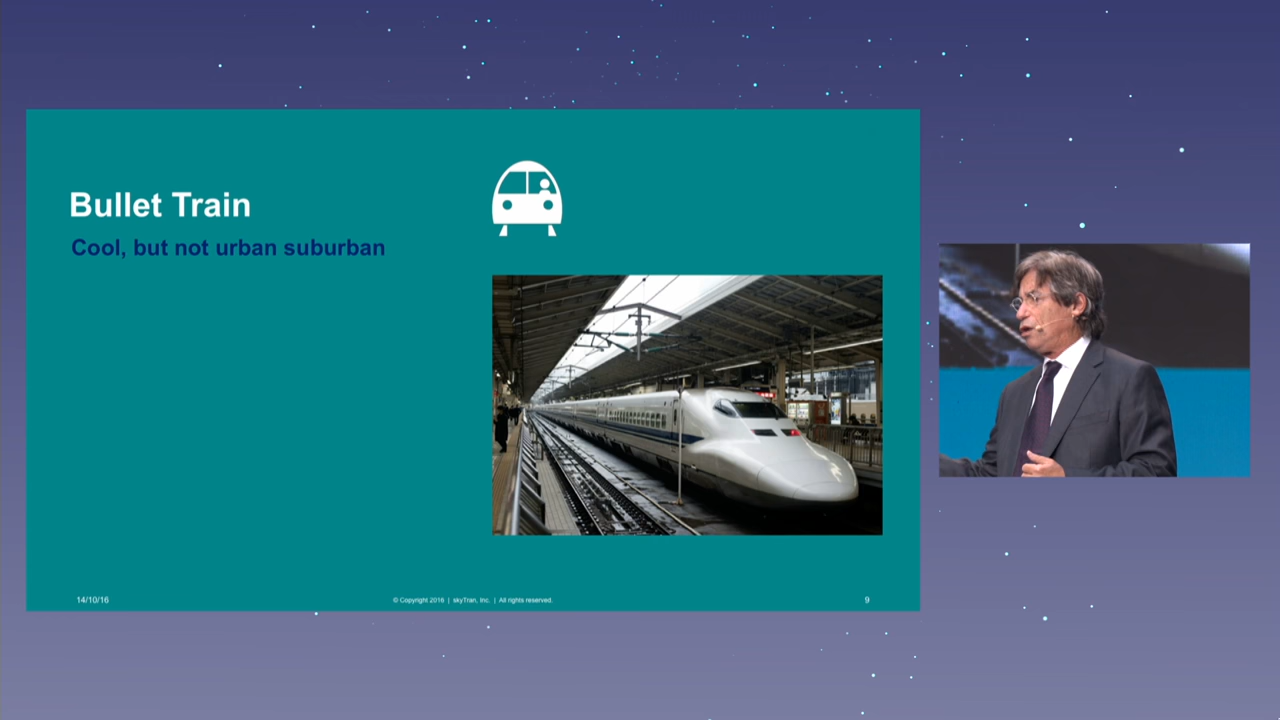 Bullet Train
Cool, but not urban suburban
14/10/16
© Copyright 2016 | skyTran, Inc. | All rights reserved.
9